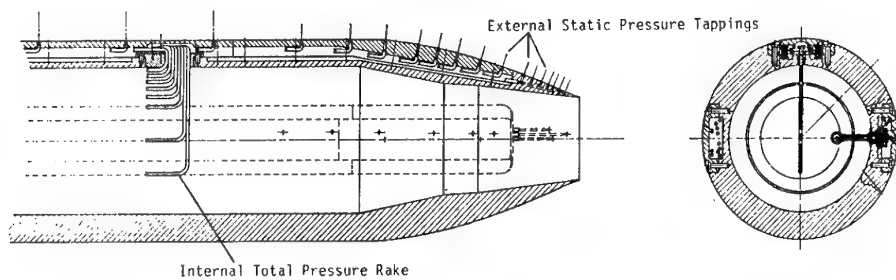 External Static Pressure Tappings
Internal Total Pressure Rake